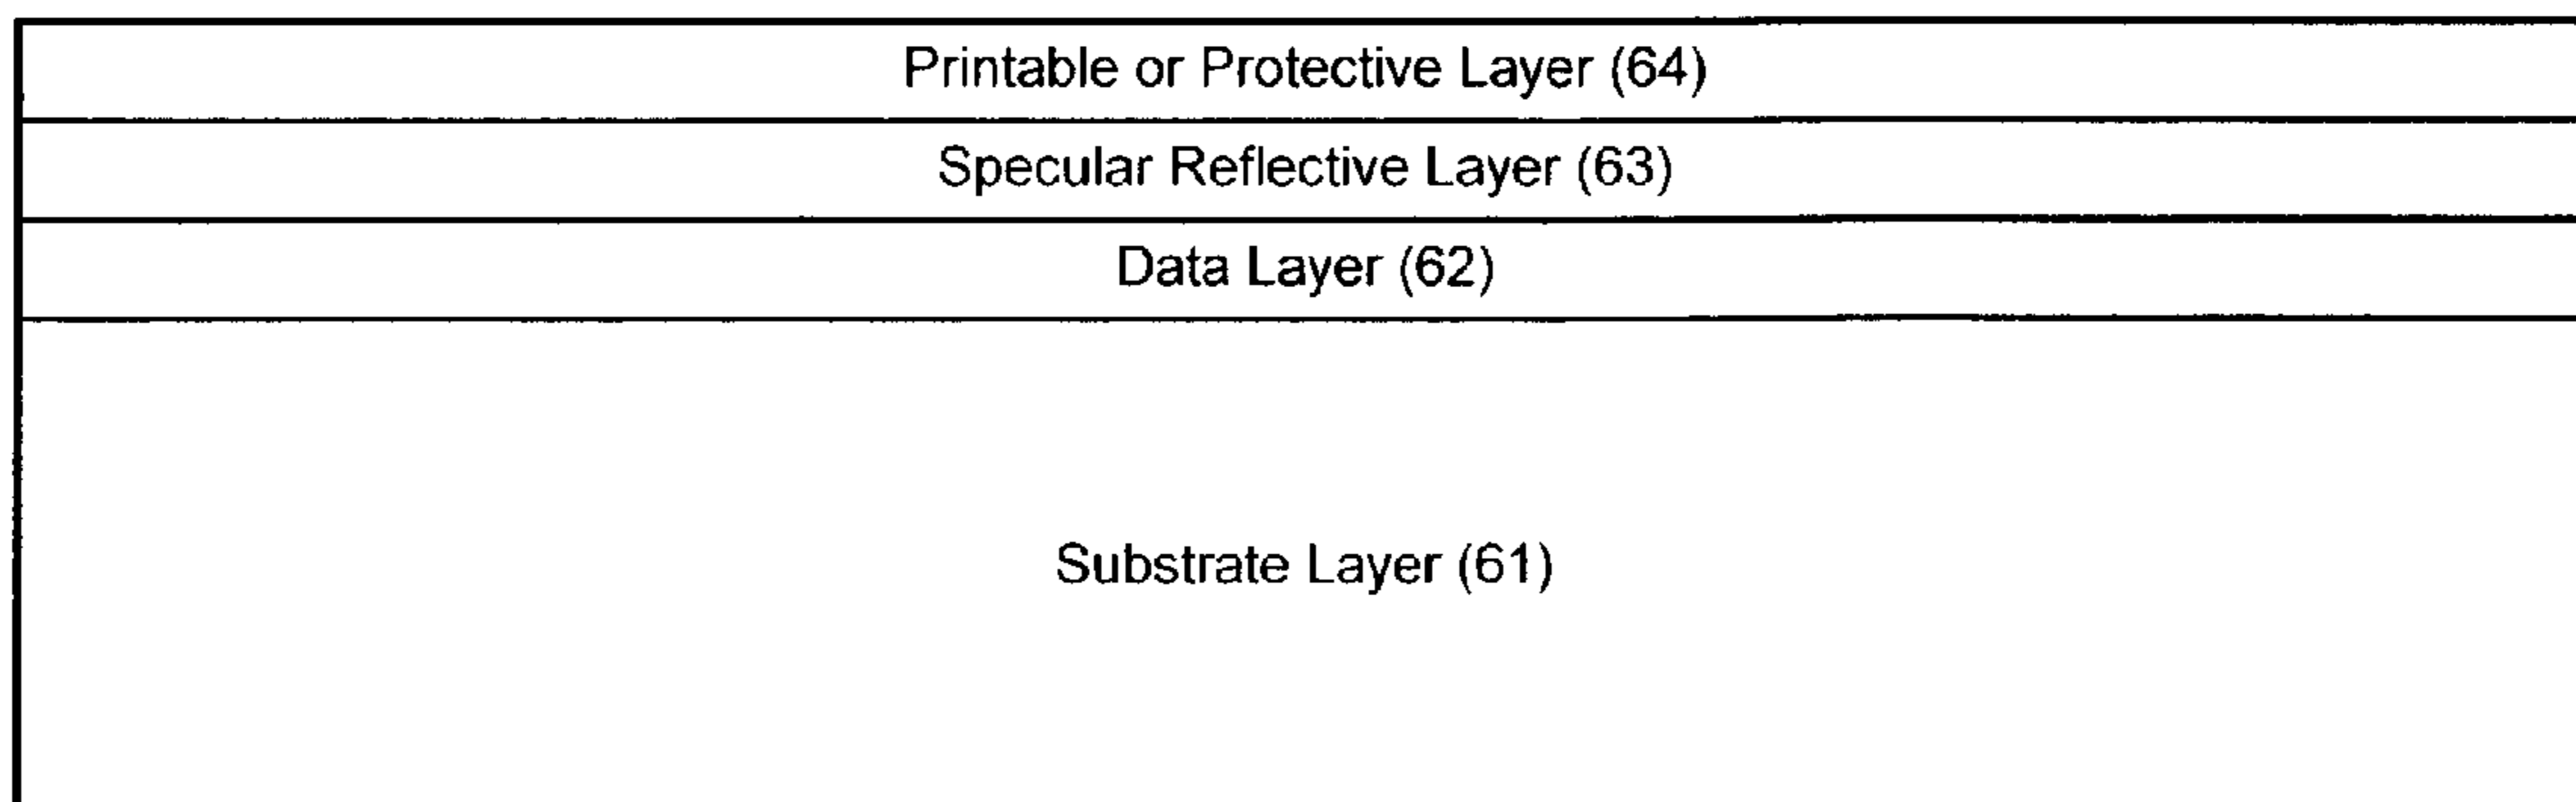 Printable or Protective Layer (64)
Specular Reflective Layer (63)
Data Layer (62)
Substrate Layer (61)